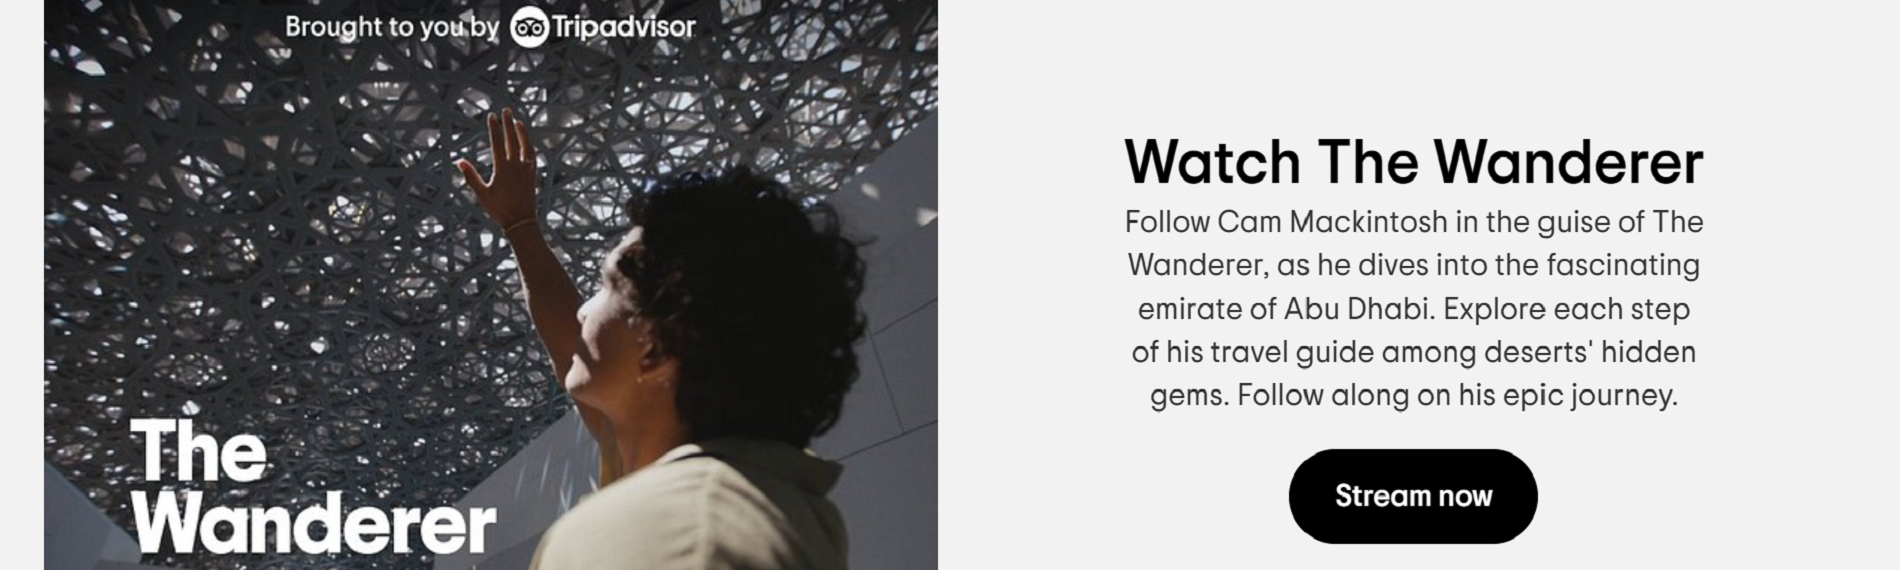 Brought to you by Tripadvisor
The
Wanderer
Watch The Wanderer
Follow Cam Mackintosh in the guise of The
Wanderer, as he dives into the fascinating
emirate of Abu Dhabi. Explore each step
of his travel guide among deserts' hidden
gems. Follow along on his epic journey.
Stream now